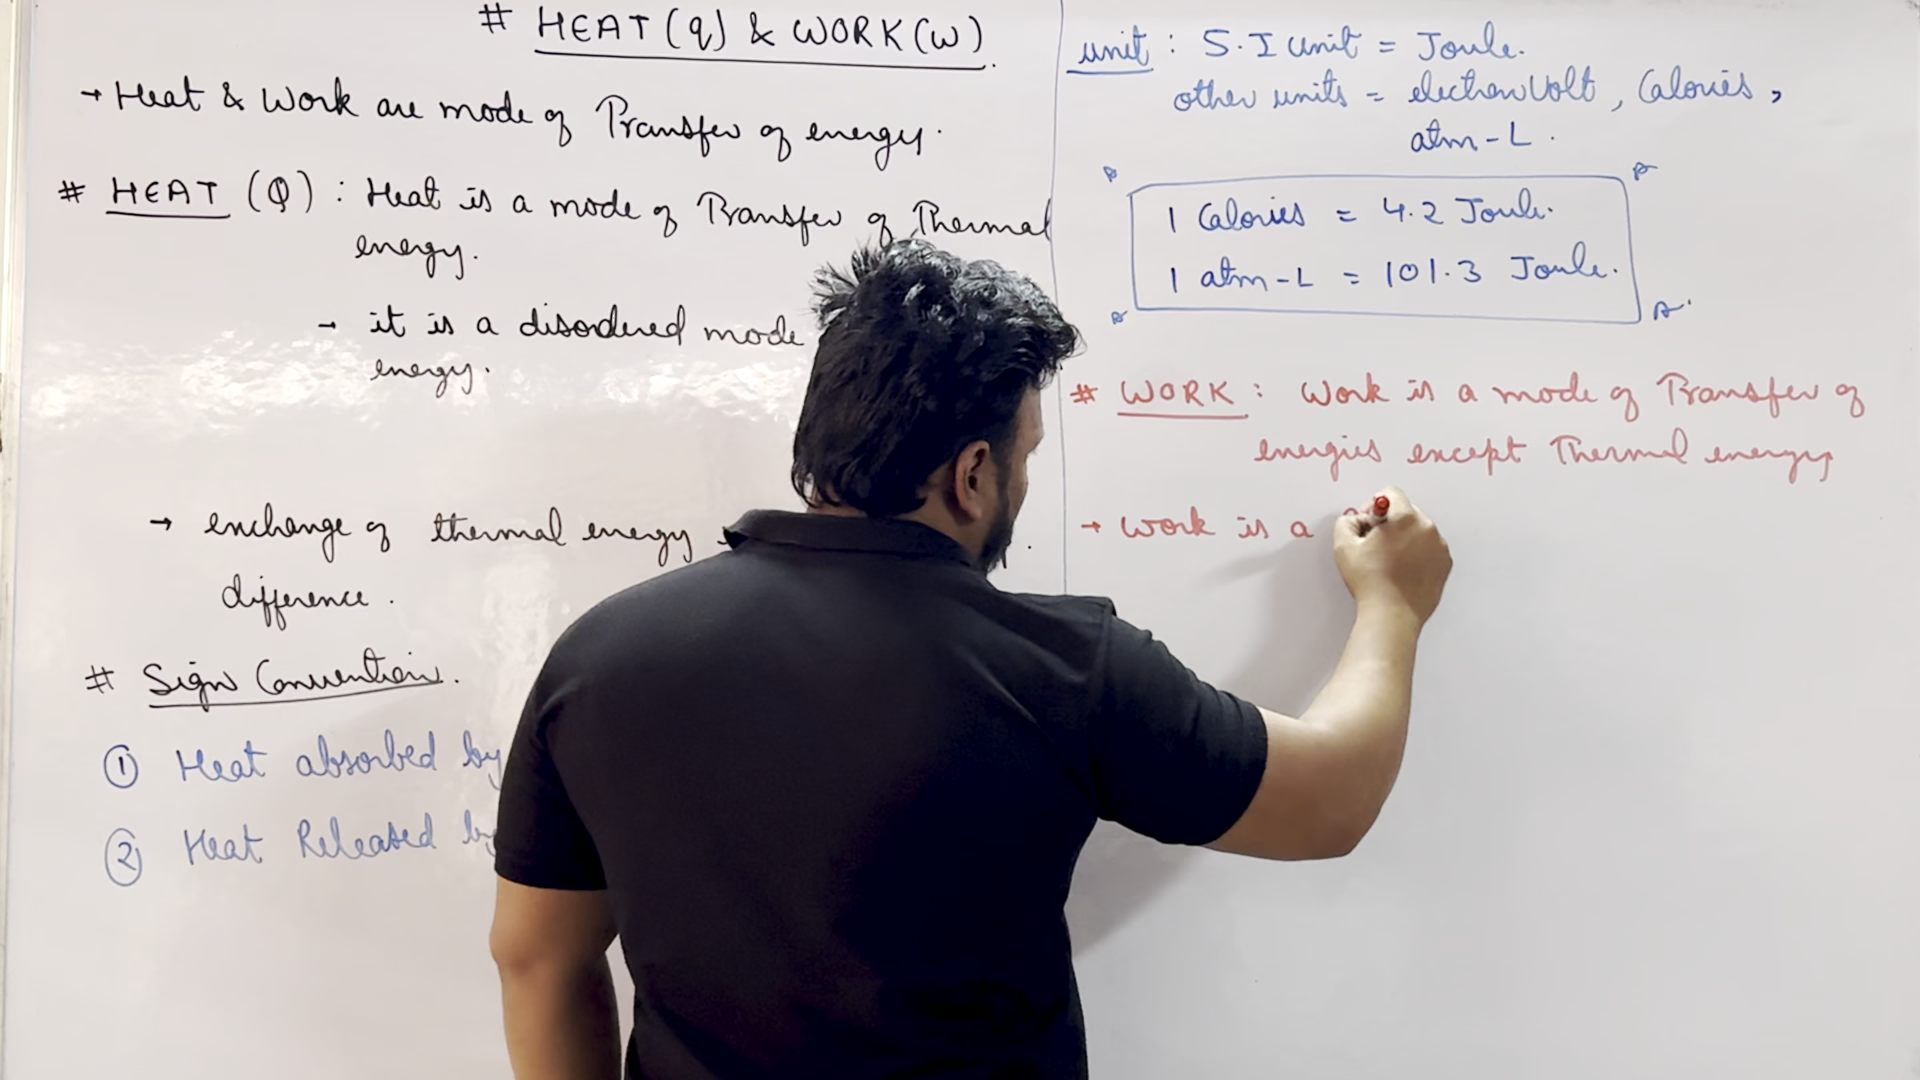 # HEAT (q) & WORK (w)
→ Heat & Work are mode of Transfer of energy.
# HEAT (Q) : Heat is a mode of Transfer of Thermal
energy.
→ it is a disordered mode
energy.
→ exchange of thermal energy
difference.
# Sign Convention.
① Heat absorbed by
② Heat Released by
unit : S.I unit = Joule.
other units = electron Volt, Calories,
atm-L.
1 Calories = 4.2 Joule.
1 atm-L = 101.3 Joule.
# WORK : Work is a mode of Transfer of
energies except Thermal energy
→ Work is a